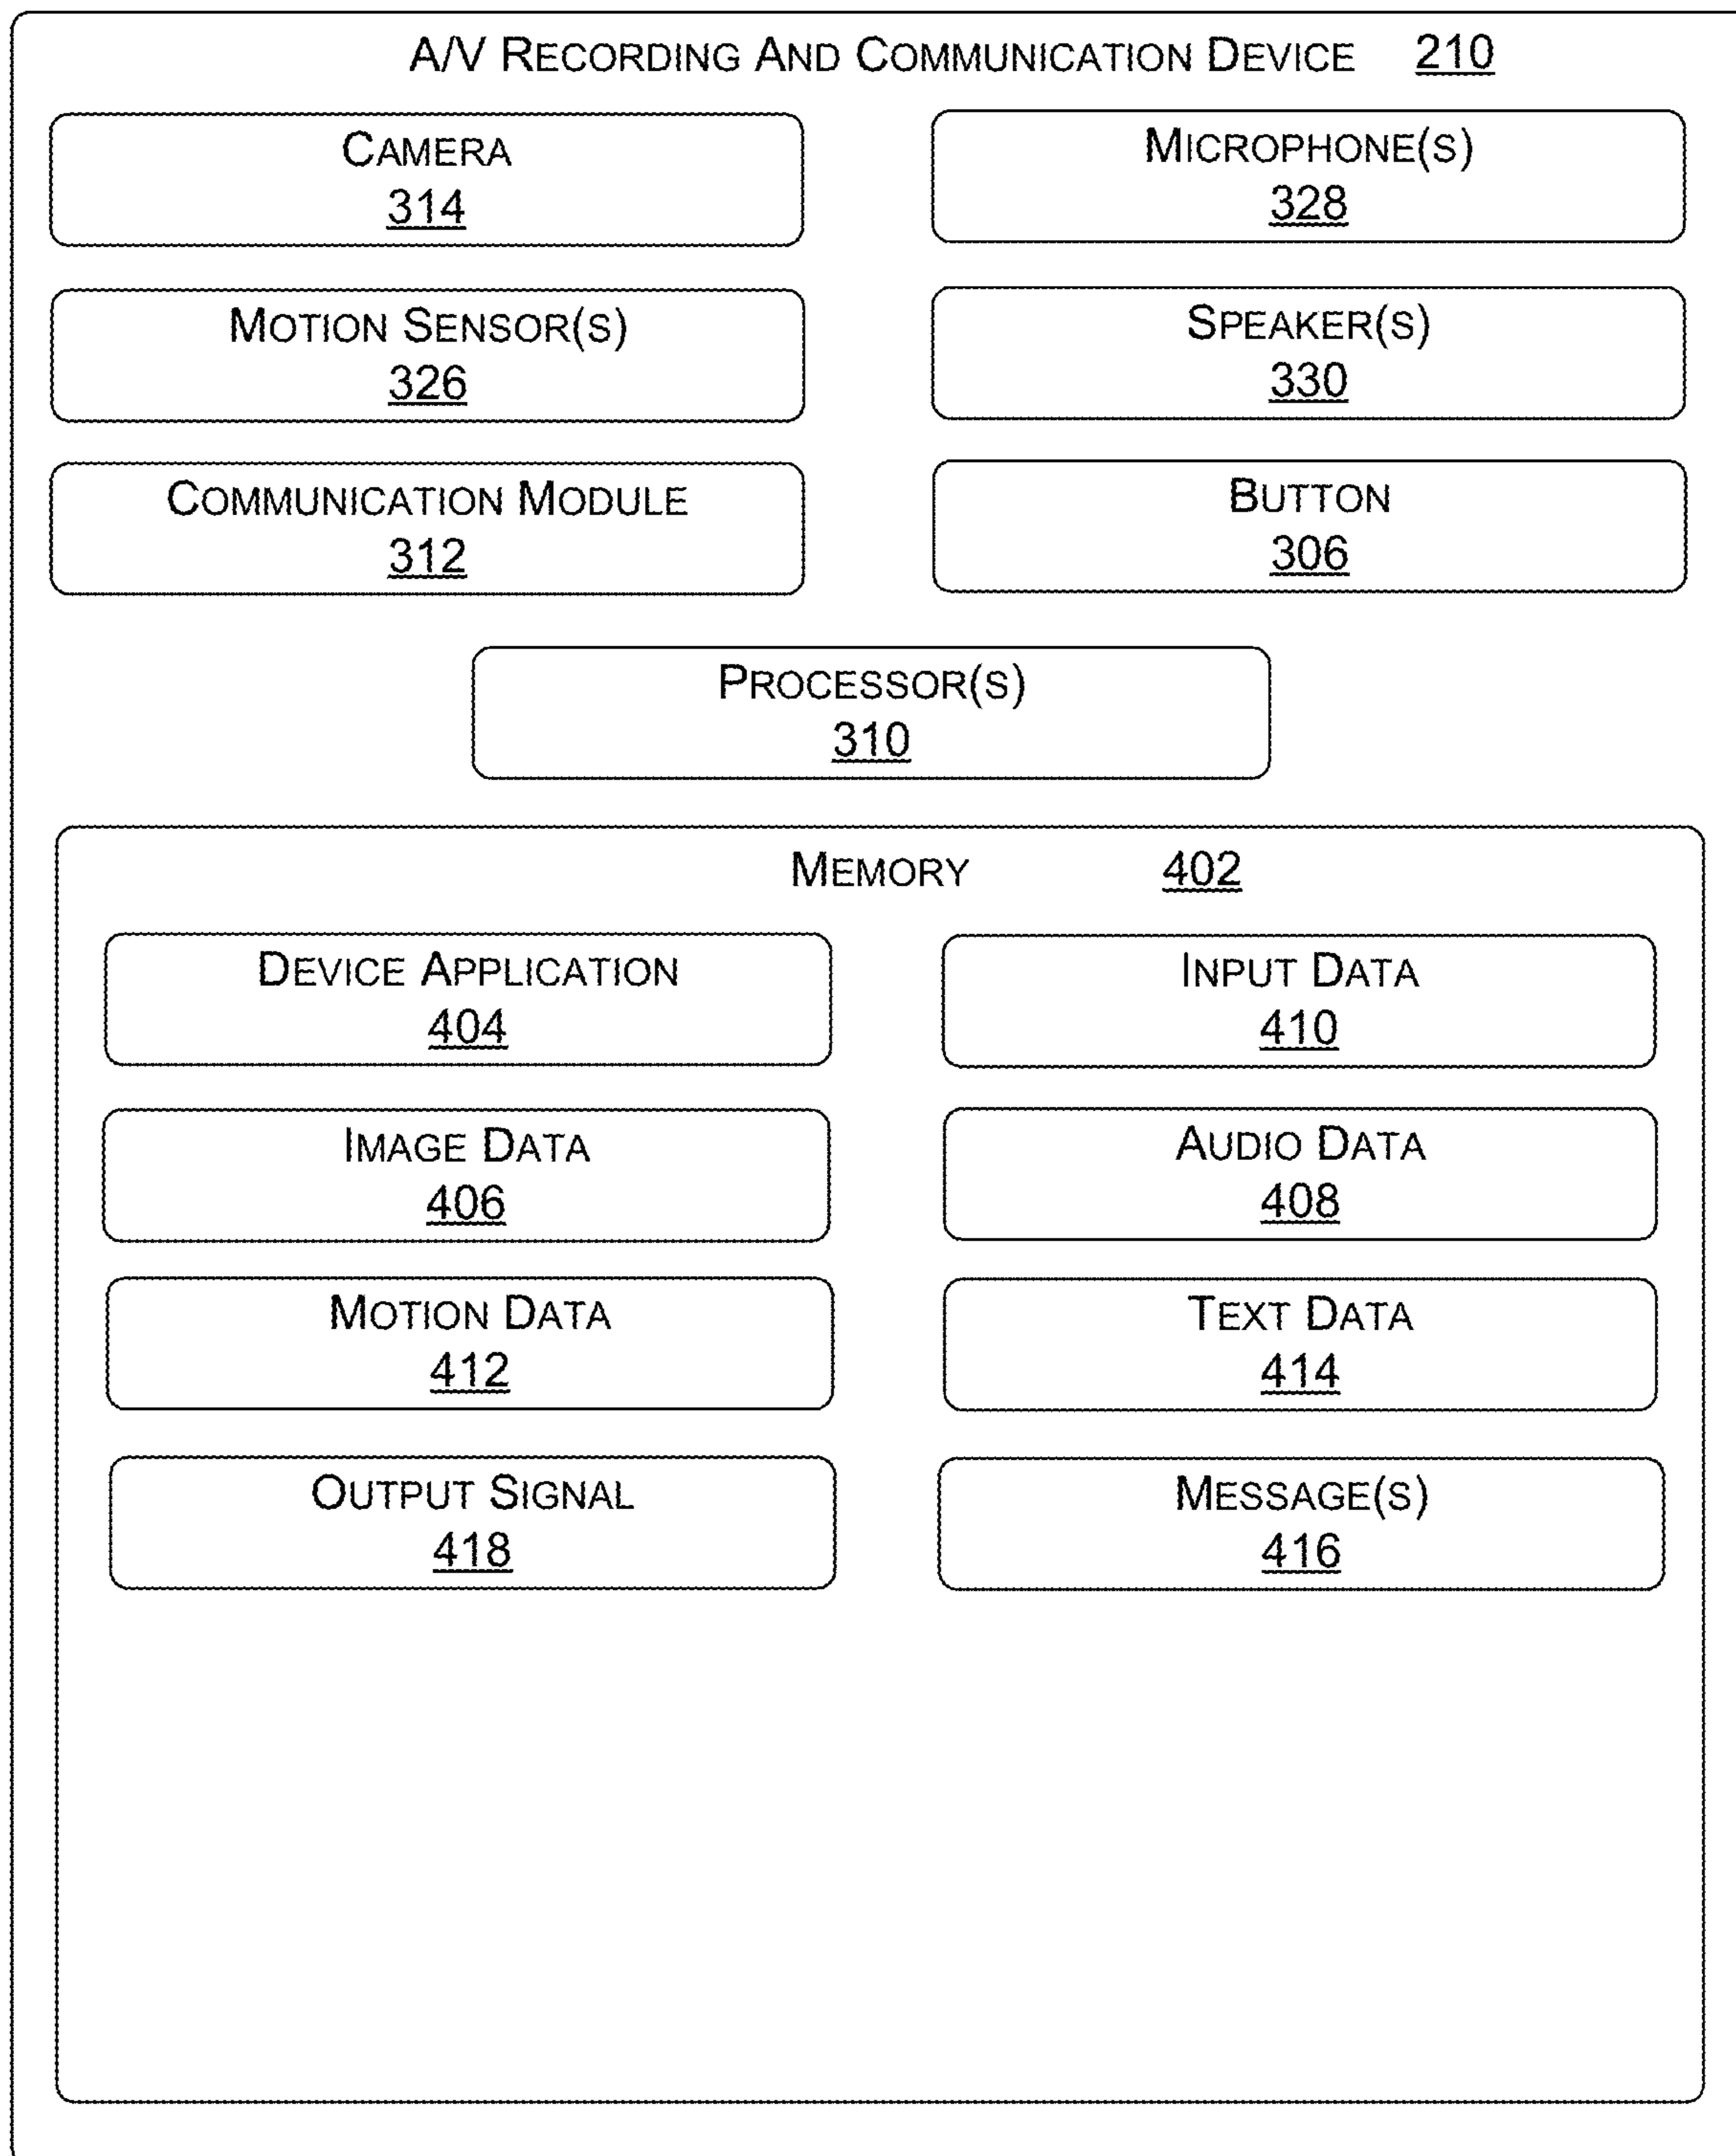 A/V RECORDING AND COMMUNICATION DEVICE 210
CAMERA
314
MICROPHONE(S)
328
MOTION SENSOR(S)
326
SPEAKER(S)
330
COMMUNICATION MODULE
312
BUTTON
306
PROCESSOR(S)
310
MEMORY 402
DEVICE APPLICATION
404
INPUT DATA
410
IMAGE DATA
406
AUDIO DATA
408
MOTION DATA
412
TEXT DATA
414
OUTPUT SIGNAL
418
MESSAGE(S)
416